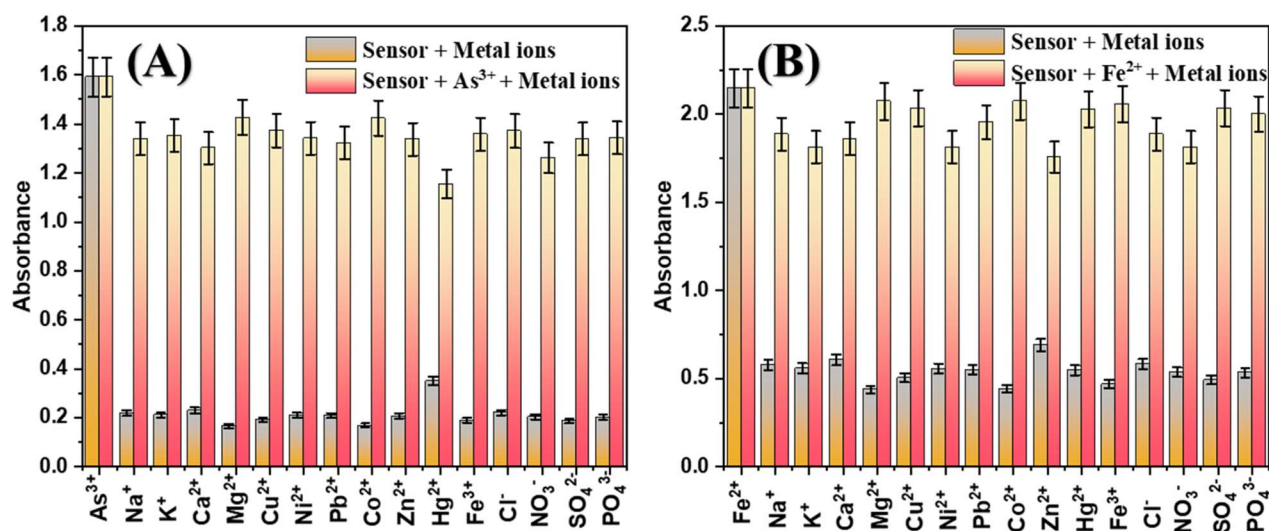 (A)
Sensor + Metal ions
Sensor + As³⁺ + Metal ions
Absorbance
1.8
1.6
1.4
1.2
1.0
0.8
0.6
0.4
0.2
0.0
As³⁺ Na⁺ K⁺ Ca²⁺ Mg²⁺ Cu²⁺ Ni²⁺ Pb²⁺ Co²⁺ Zn²⁺ Hg²⁺ Fe³⁺ Cl⁻ NO₃⁻ SO₄²⁻ PO₄³⁻
(B)
Sensor + Metal ions
Sensor + Fe²⁺ + Metal ions
Absorbance
2.5
2.0
1.5
1.0
0.5
0.0
Fe²⁺ Na⁺ K⁺ Ca²⁺ Mg²⁺ Cu²⁺ Ni²⁺ Pb²⁺ Co²⁺ Zn²⁺ Hg²⁺ Fe³⁺ Cl⁻ NO₃⁻ SO₄²⁻ PO₄³⁻